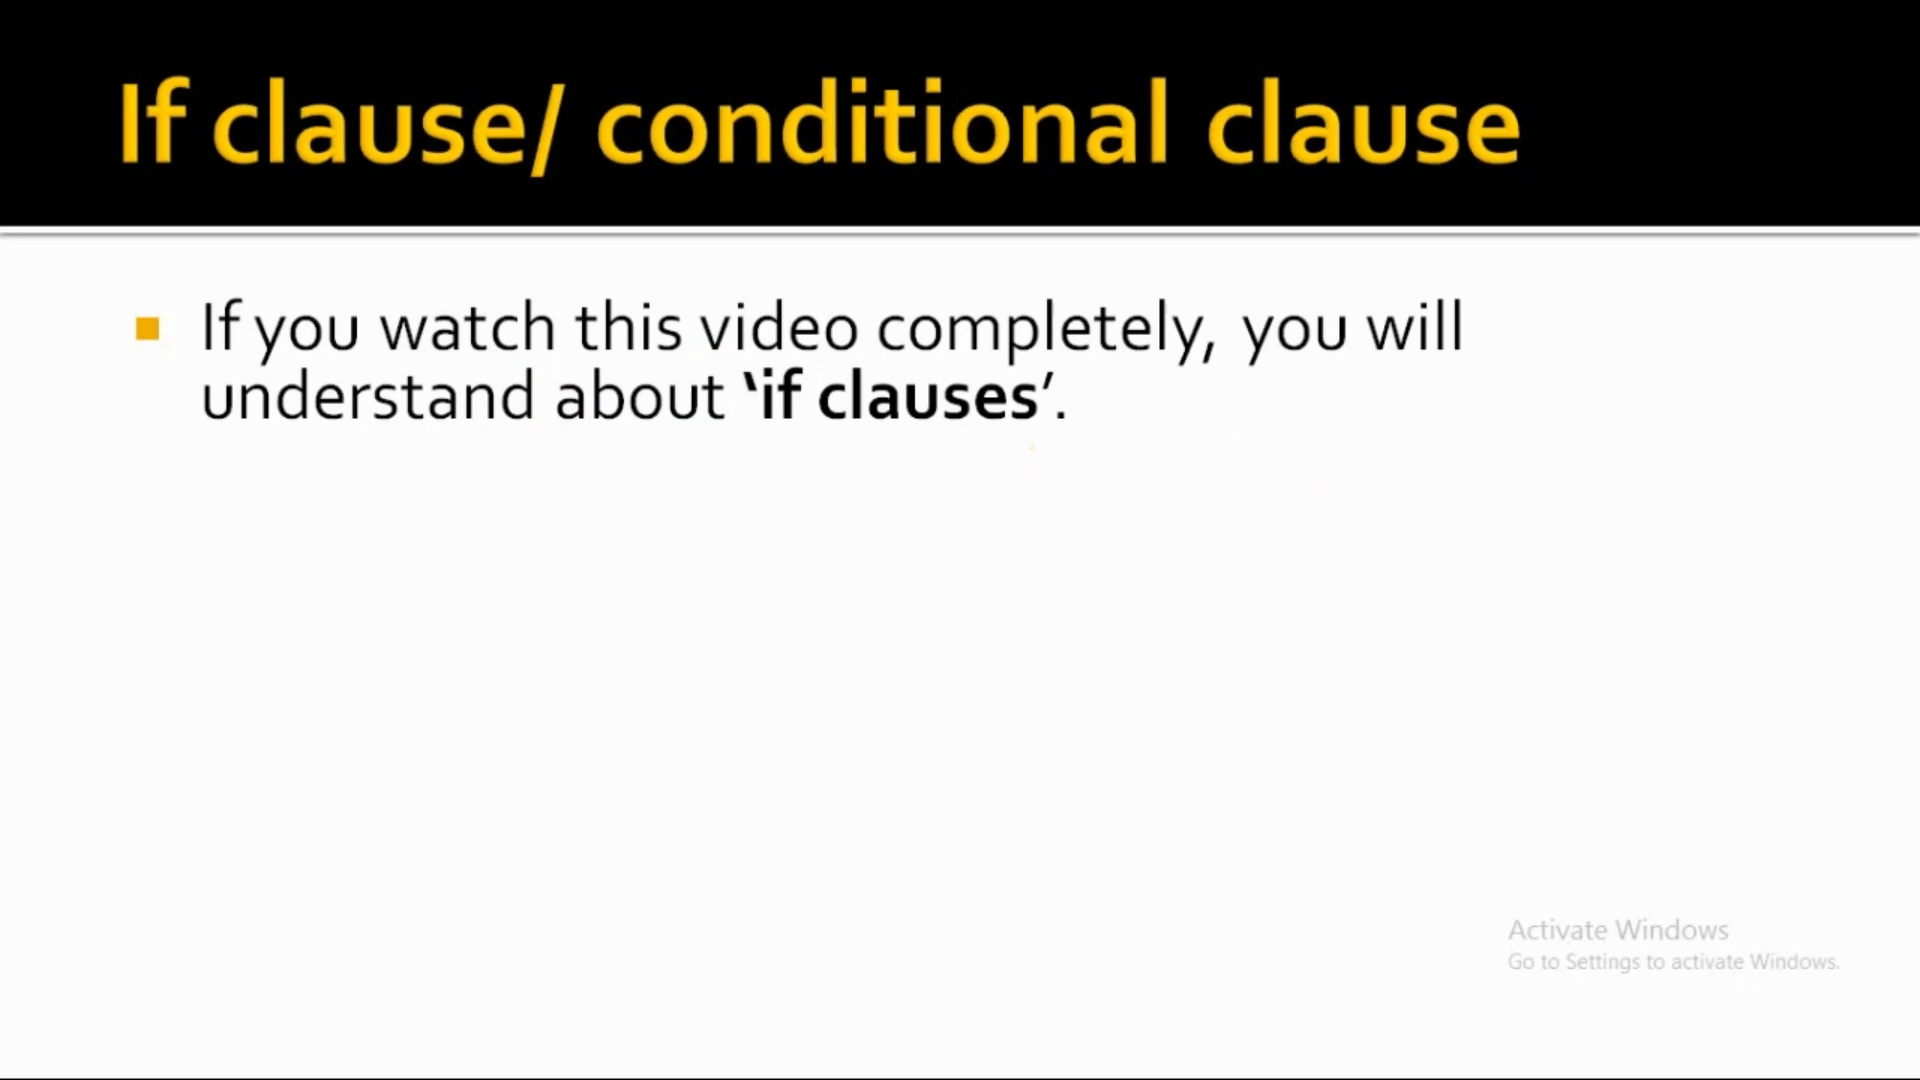 If clause/ conditional clause
If you watch this video completely, you will
understand about ‘if clauses’.
Activate Windows
Go to Settings to activate Windows.